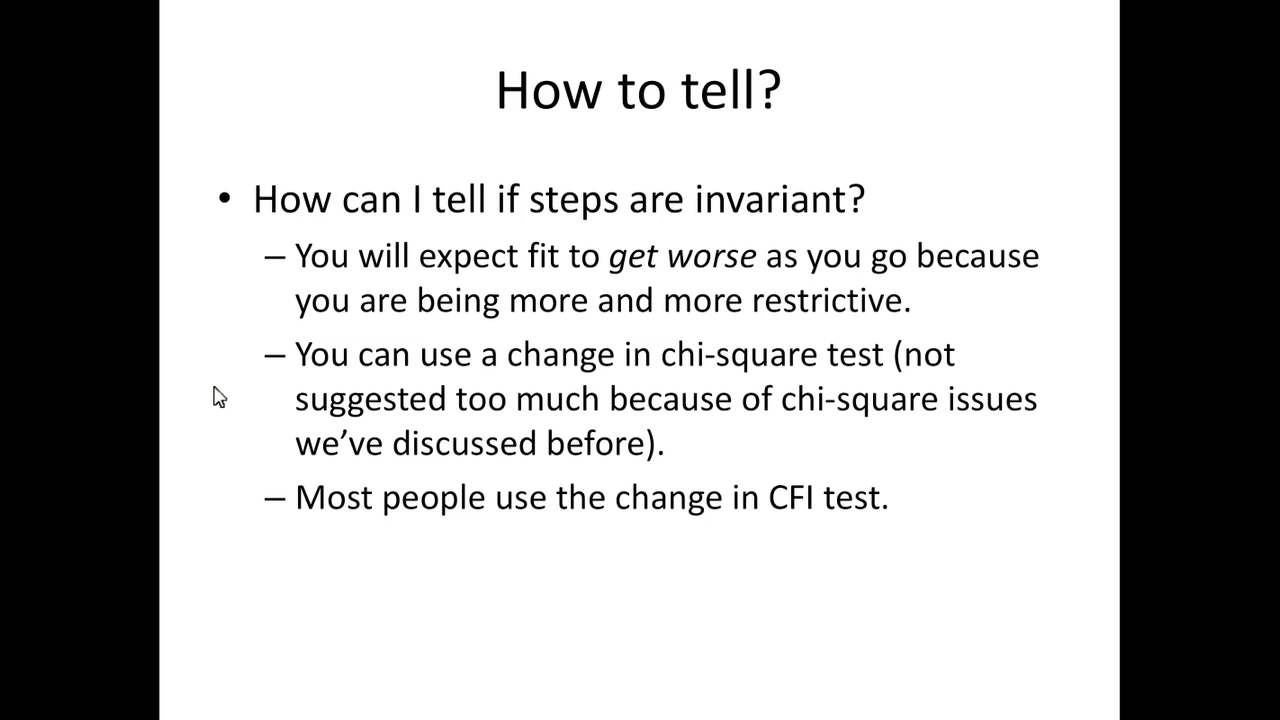 How to tell?
• How can I tell if steps are invariant?
– You will expect fit to get worse as you go because
you are being more and more restrictive.
– You can use a change in chi-square test (not
suggested too much because of chi-square issues
we’ve discussed before).
– Most people use the change in CFI test.